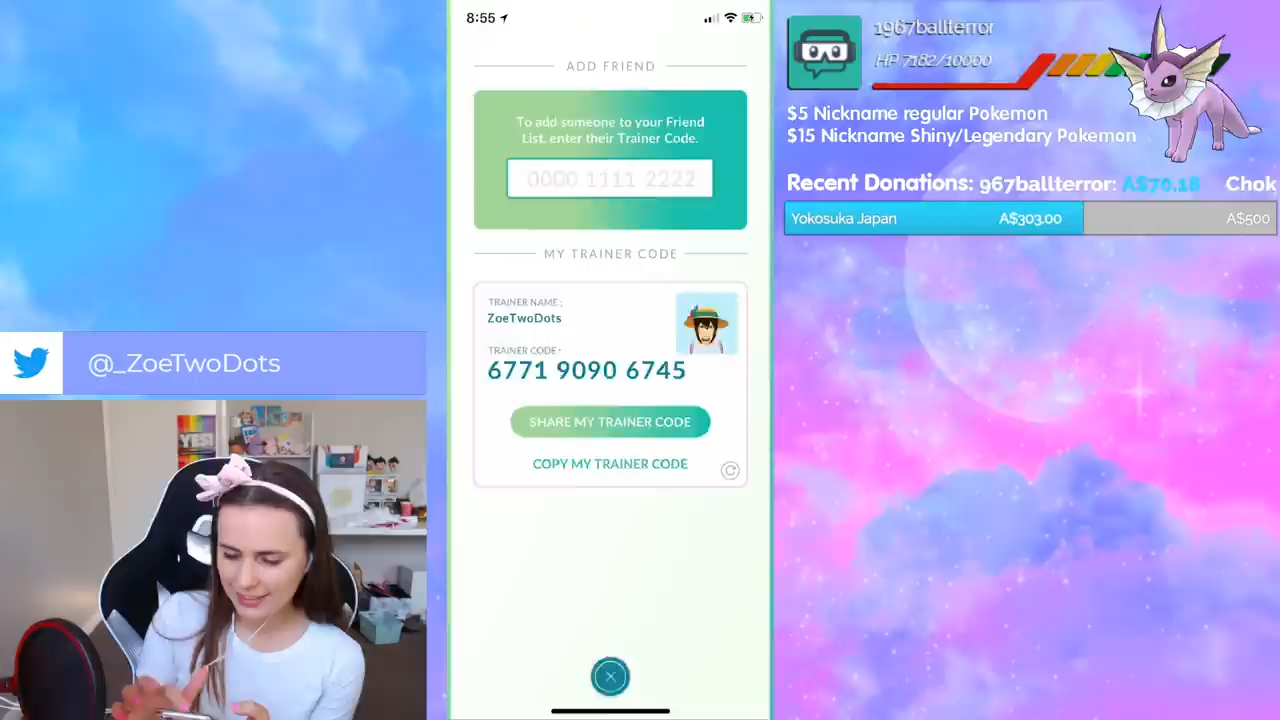 8:55
ADD FRIEND
To add someone to your Friend
List, enter their Trainer Code.
0000 1111 2222
MY TRAINER CODE
TRAINER NAME :
ZoeTwoDots
TRAINER CODE :
6771 9090 6745
SHARE MY TRAINER CODE
COPY MY TRAINER CODE
@_ZoeTwoDots
YES!
1967ballterror
HP 7182/10000
$5 Nickname regular Pokemon
$15 Nickname Shiny/Legendary Pokemon
Recent Donations: 967ballterror: A$70.18 Chok
Yokosuka Japan A$303.00 A$500